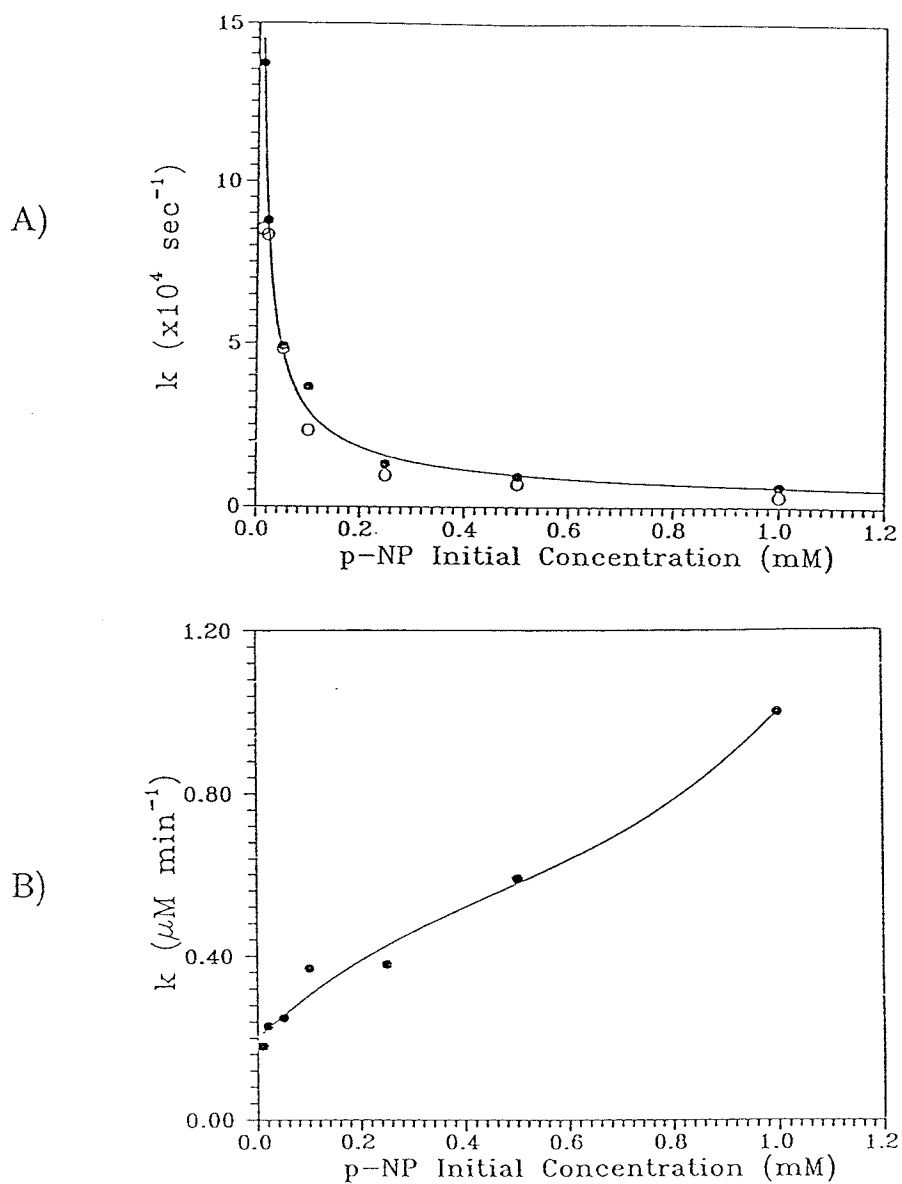 A)
k (x10⁴ sec⁻¹)
15
10
5
0
0.0 0.2 0.4 0.6 0.8 1.0 1.2
p-NP Initial Concentration (mM)
B)
k (μM min⁻¹)
1.20
0.80
0.40
0.00
0.0 0.2 0.4 0.6 0.8 1.0 1.2
p-NP Initial Concentration (mM)